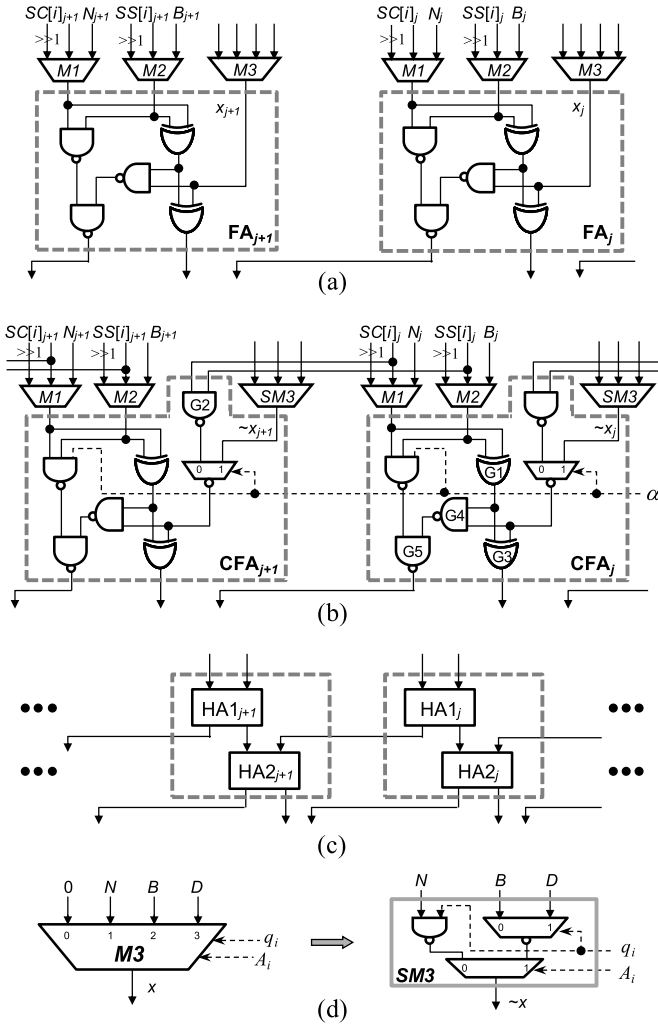 SC[i]j+1 Nj+1 SS[i]j+1 Bj+1 SC[i]j Nj SS[i]j Bj
>>1 >>1 >>1 >>1
M1 M2 M3 M1 M2 M3
xj+1 xj
FAj+1 FAj
(a)
SC[i]j+1 Nj+1 SS[i]j+1 Bj+1 SC[i]j Nj SS[i]j Bj
>>1 >>1 >>1 >>1
M1 M2 G2 SM3 M1 M2 SM3
~xj+1 ~xj
0 1 G1 0 1
α
G4
G5 G3
CFAj+1 CFAj
(b)
HA1j+1 HA1j
HA2j+1 HA2j
(c)
0 N B D N B D
0 1 2 3 0 1
M3 qi qi
Ai 0 1 Ai
SM3
x ~x
(d)